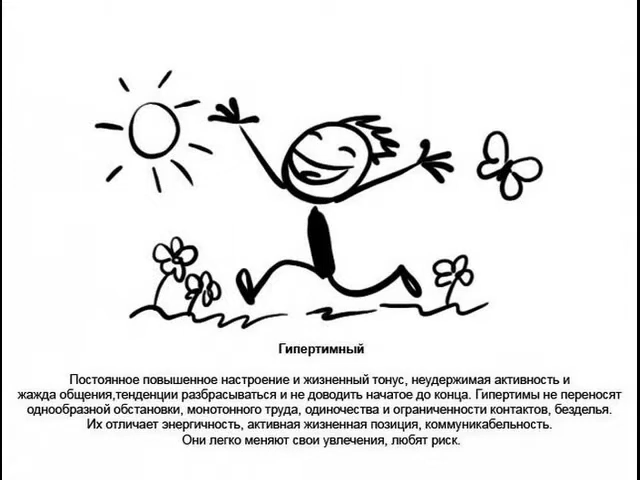 Гипертимный
Постоянное повышенное настроение и жизненный тонус, неудержимая активность и
жажда общения,тенденции разбрасываться и не доводить начатое до конца. Гипертимы не переносят
однообразной обстановки, монотонного труда, одиночества и ограниченности контактов, безделья.
Их отличает энергичность, активная жизненная позиция, коммуникабельность.
Они легко меняют свои увлечения, любят риск.